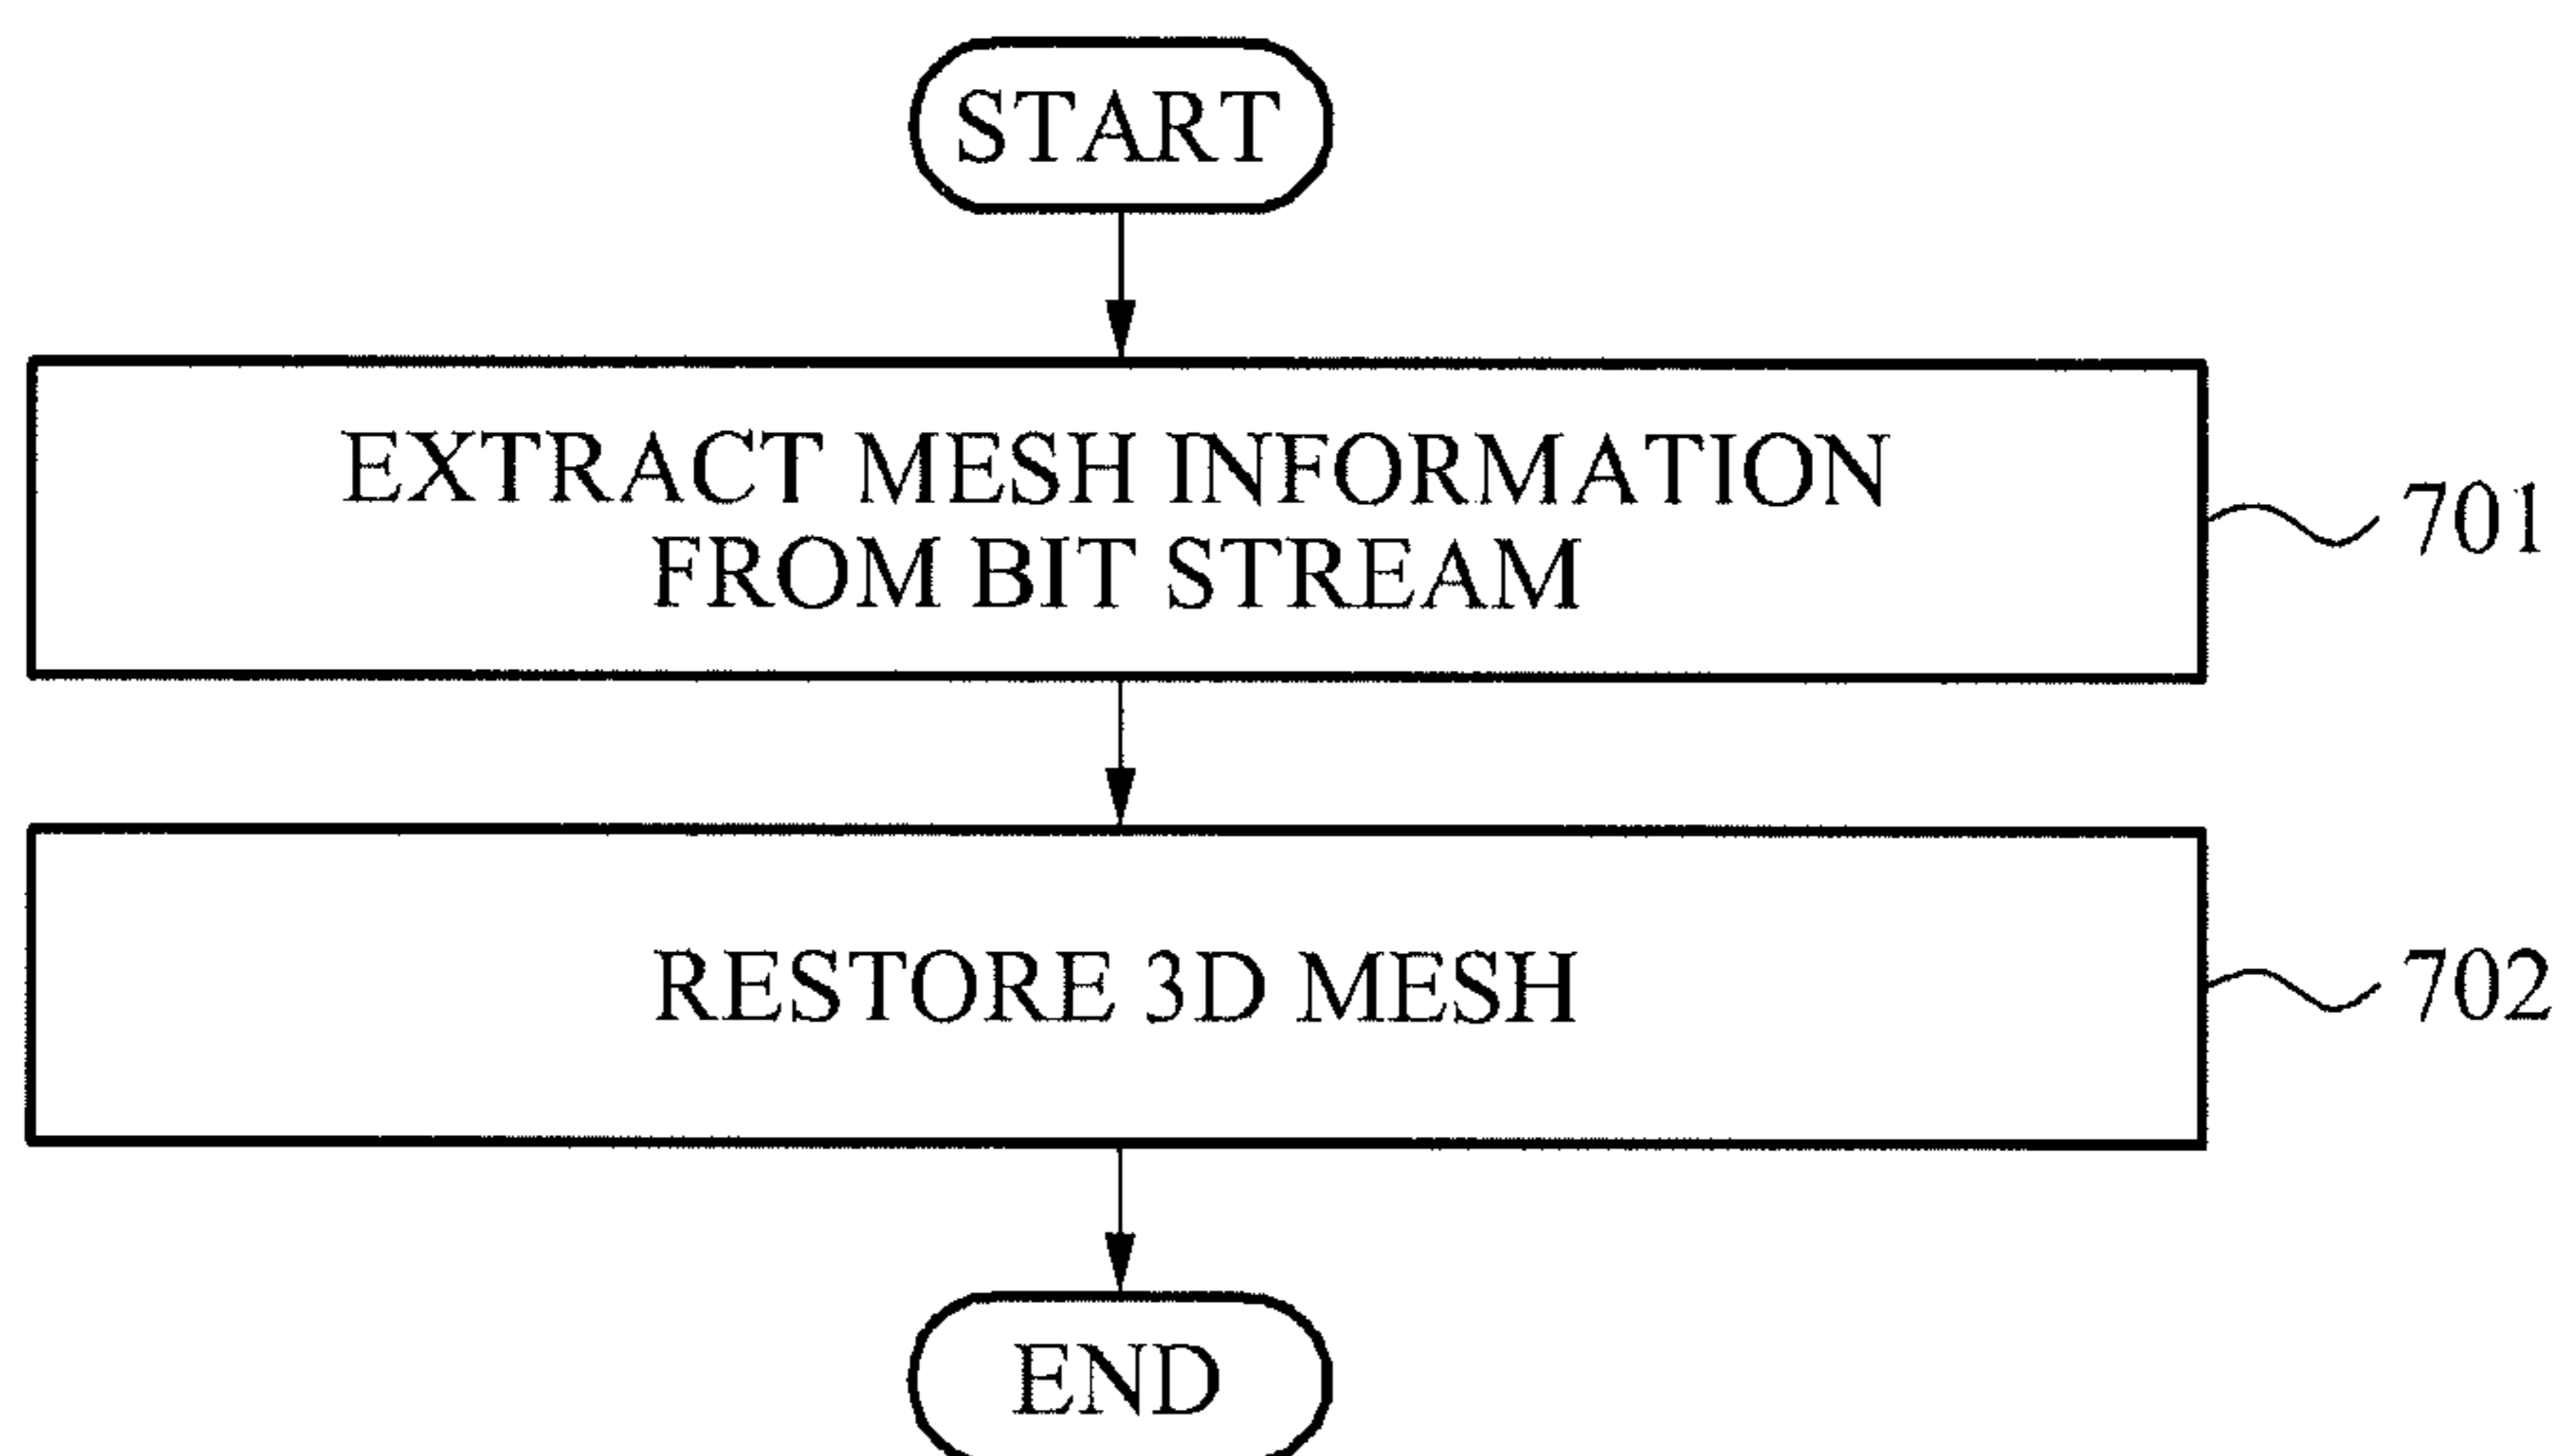 START
EXTRACT MESH INFORMATION
FROM BIT STREAM
701
RESTORE 3D MESH
702
END